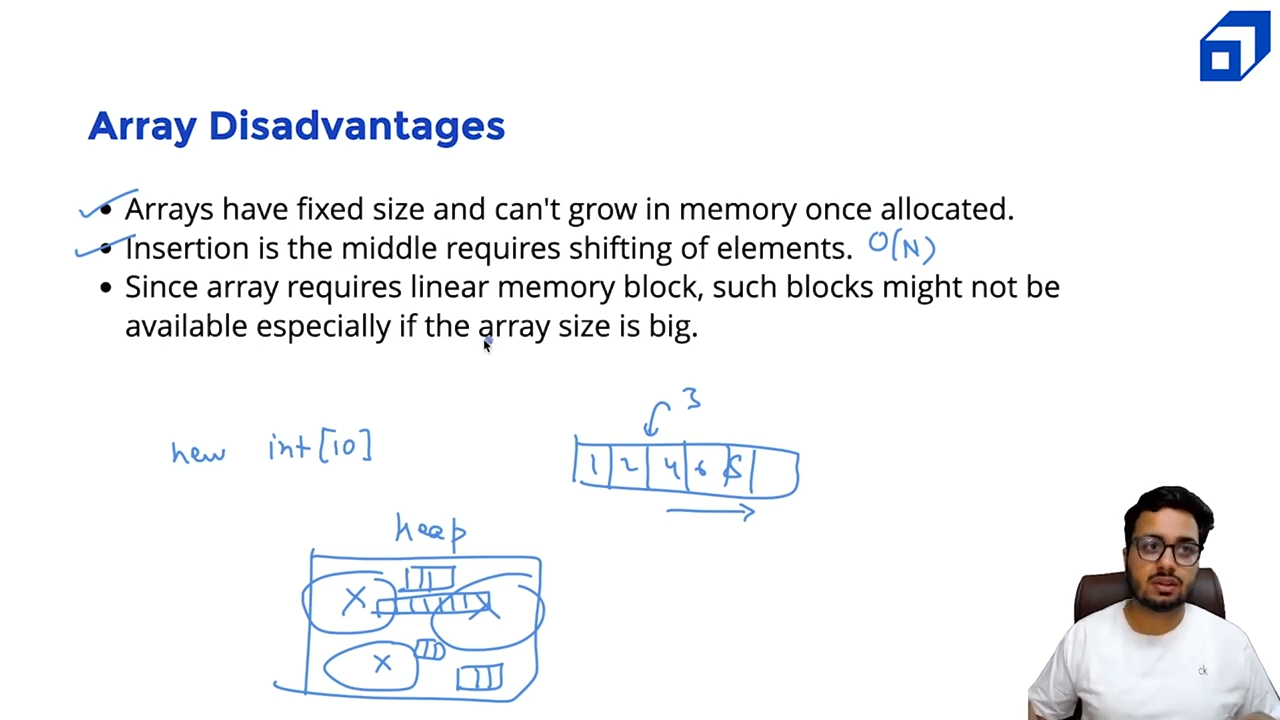 Array Disadvantages
• Arrays have fixed size and can't grow in memory once allocated.
• Insertion is the middle requires shifting of elements. O(N)
• Since array requires linear memory block, such blocks might not be
available especially if the array size is big.
3
new int[10]
1 2 4 6 5
heap
X X
X
ck